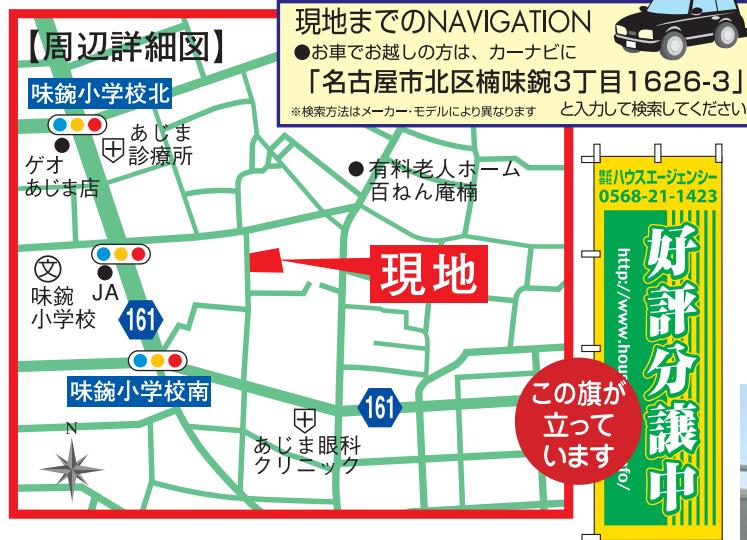 【周辺詳細図】
現地までのNAVIGATION
●お車でお越しの方は、カーナビに
「名古屋市北区楠味鋺3丁目1626-3」
※検索方法はメーカー・モデルにより異なります と入力して検索してください
味鋺小学校北
ゲオ
あじま店
あじま
診療所
●有料老人ホーム
百ねん庵楠
文
味鋺
小学校
JA
161
現地
味鋺小学校南
161
あじま眼科
クリニック
N
この旗が
立って
います
株式会社ハウスエージェンシー
0568-21-1423
好評分譲中
http://www.hou
fo/